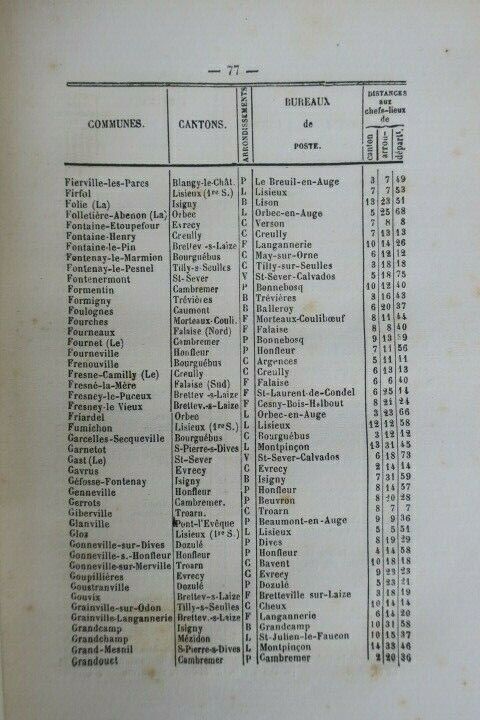 — 77 —
COMMUNES. CANTONS. ARRONDISSEMENTS BUREAUX de POSTE. DISTANCES aux chefs-lieux de canton arron. départ.
Fierville-les-Parcs Blangy-le-Chât. P Le Breuil-en-Auge 3 7 49
Firfol Lisieux (1re S.) L Lisieux 7 7 53
Folie (La) Isigny B Lison 13 23 51
Folletière-Abenon (La) Orbec L Orbec-en-Auge 5 25 68
Fontaine-Etoupefour Evrecy C Verson 7 8 8
Fontaine-Henry Creully C Creully 7 13 13
Fontaine-le-Pin Brettev.-s-Laize F Langannerie 10 14 26
Fontenay-le-Marmion Bourguébus C May-sur-Orne 6 12 12
Fontenay-le-Pesnel Tilly-s-Seulles C Tilly-sur-Seulles 3 18 18
Fontenermont St-Sever V St-Sever-Calvados 5 18 75
Formentin Cambremer P Bonnebosq 10 12 40
Formigny Trévières B Trévières 3 16 43
Foulognes Caumont B Balleroy 6 20 37
Fourches Morteaux-Couli. F Morteaux-Coulibœuf 8 11 44
Fourneaux Falaise (Nord) F Falaise 8 8 40
Fournet (Le) Cambremer P Bonnebosq 9 13 39
Fourneville Honfleur P Honfleur 7 11 56
Frenouville Bourguébus C Argences 5 11 11
Fresne-Camilly (Le) Creully C Creully 6 13 13
Fresné-la-Mère Falaise (Sud) F Falaise 6 6 40
Fresney-le-Puceux Brettev.-s-Laize F St-Laurent-de-Condel 6 25 14
Fresney-le Vieux Brettev.-s-Laize F Cesny-Bois-Halbout 8 21 24
Friardel Orbec L Orbec-en-Auge 3 23 66
Fumichon Lisieux (1re S.) L Lisieux 12 12 58
Garcelles-Secqueville Bourguébus C Bourguébus 3 12 12
Garnetot S-Pierre-s-Dives L Montpinçon 13 31 45
Gast (Le) St-Sever V St-Sever-Calvados 6 18 73
Gavrus Evrecy C Evrecy 2 14 14
Géfosse-Fontenay Isigny B Isigny 7 31 59
Genneville Honfleur P Honfleur 8 14 57
Gerrots Cambremer. P Beuvron 8 20 28
Giberville Troarn. C Troarn 8 7 7
Glanville Pont-l'Evêque P Beaumont-en-Auge 9 9 36
Glos Lisieux (1re S.) L Lisieux 5 5 51
Gonneville-sur-Dives Dozulé P Dives 8 19 29
Gonneville-s.-Honfleur Honfleur P Honfleur 4 14 58
Gonneville-sur-Merville Troarn C Bavent 10 18 18
Goupillières Evrecy C Evrecy 9 23 23
Goustranville Dozulé P Dozulé 5 23 21
Gouvix Brettev.-s-Laize F Bretteville sur-Laize 3 18 19
Grainville-sur-Odon Tilly-s-Seulles C Cheux 10 14 14
Grainville-Langannerie Brettev.-s-Laize F Langannerie 6 14 20
Grandcamp Isigny B Grandcamp 10 31 58
Grandchamp Mézidon L St-Julien-le-Faucon 10 15 37
Grand-Mesnil S-Pierre-s-Dives L Montpinçon 14 33 46
Grandouet Cambremer P Cambremer 2 20 36